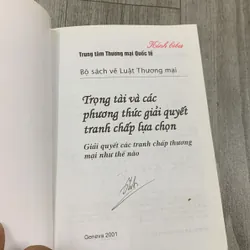 Kính biếu
Trung tâm Thương mại Quốc tế
Bộ sách về Luật Thương mại
Trọng tài và các
phương thức giải quyết
tranh chấp lựa chọn
Giải quyết các tranh chấp thương
mại như thế nào
Geneva 2001